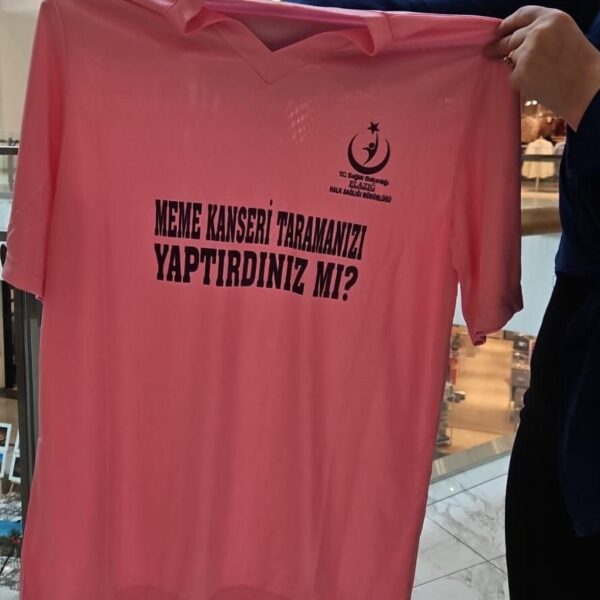 T.C. Sağlık Bakanlığı
ELAZIĞ
HALK SAĞLIĞI MÜDÜRLÜĞÜ
MEME KANSERİ TARAMANIZI
YAPTIRDINIZ MI?